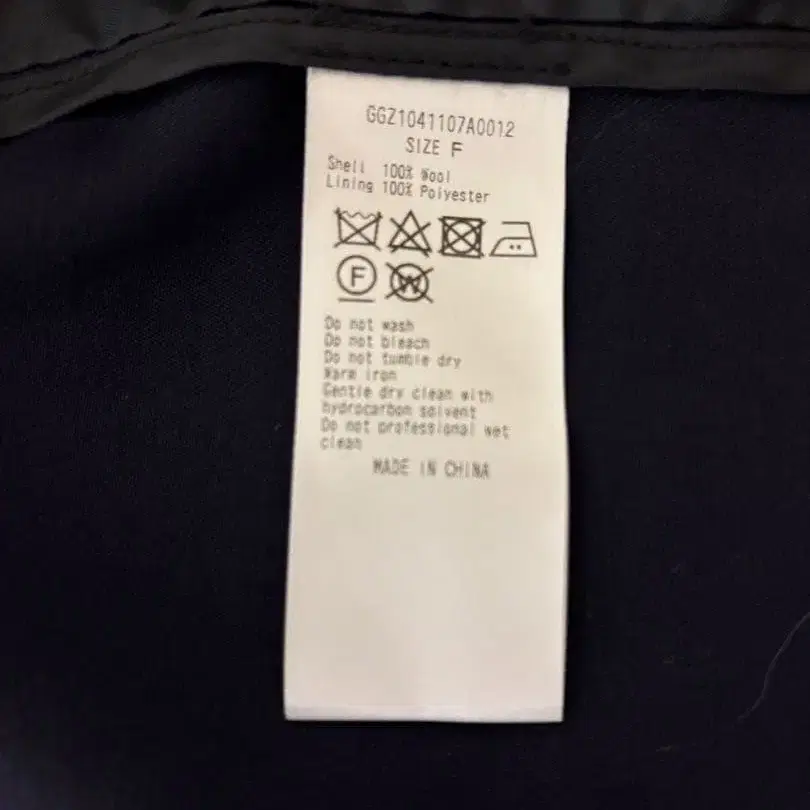 GGZ1041107A0012
SIZE F
Shell 100% Wool
Lining 100% Polyester
F
W
Do not wash
Do not bleach
Do not tumble dry
Warm iron
Gentle dry clean with
hydrocarbon solvent
Do not professional wet
clean
MADE IN CHINA